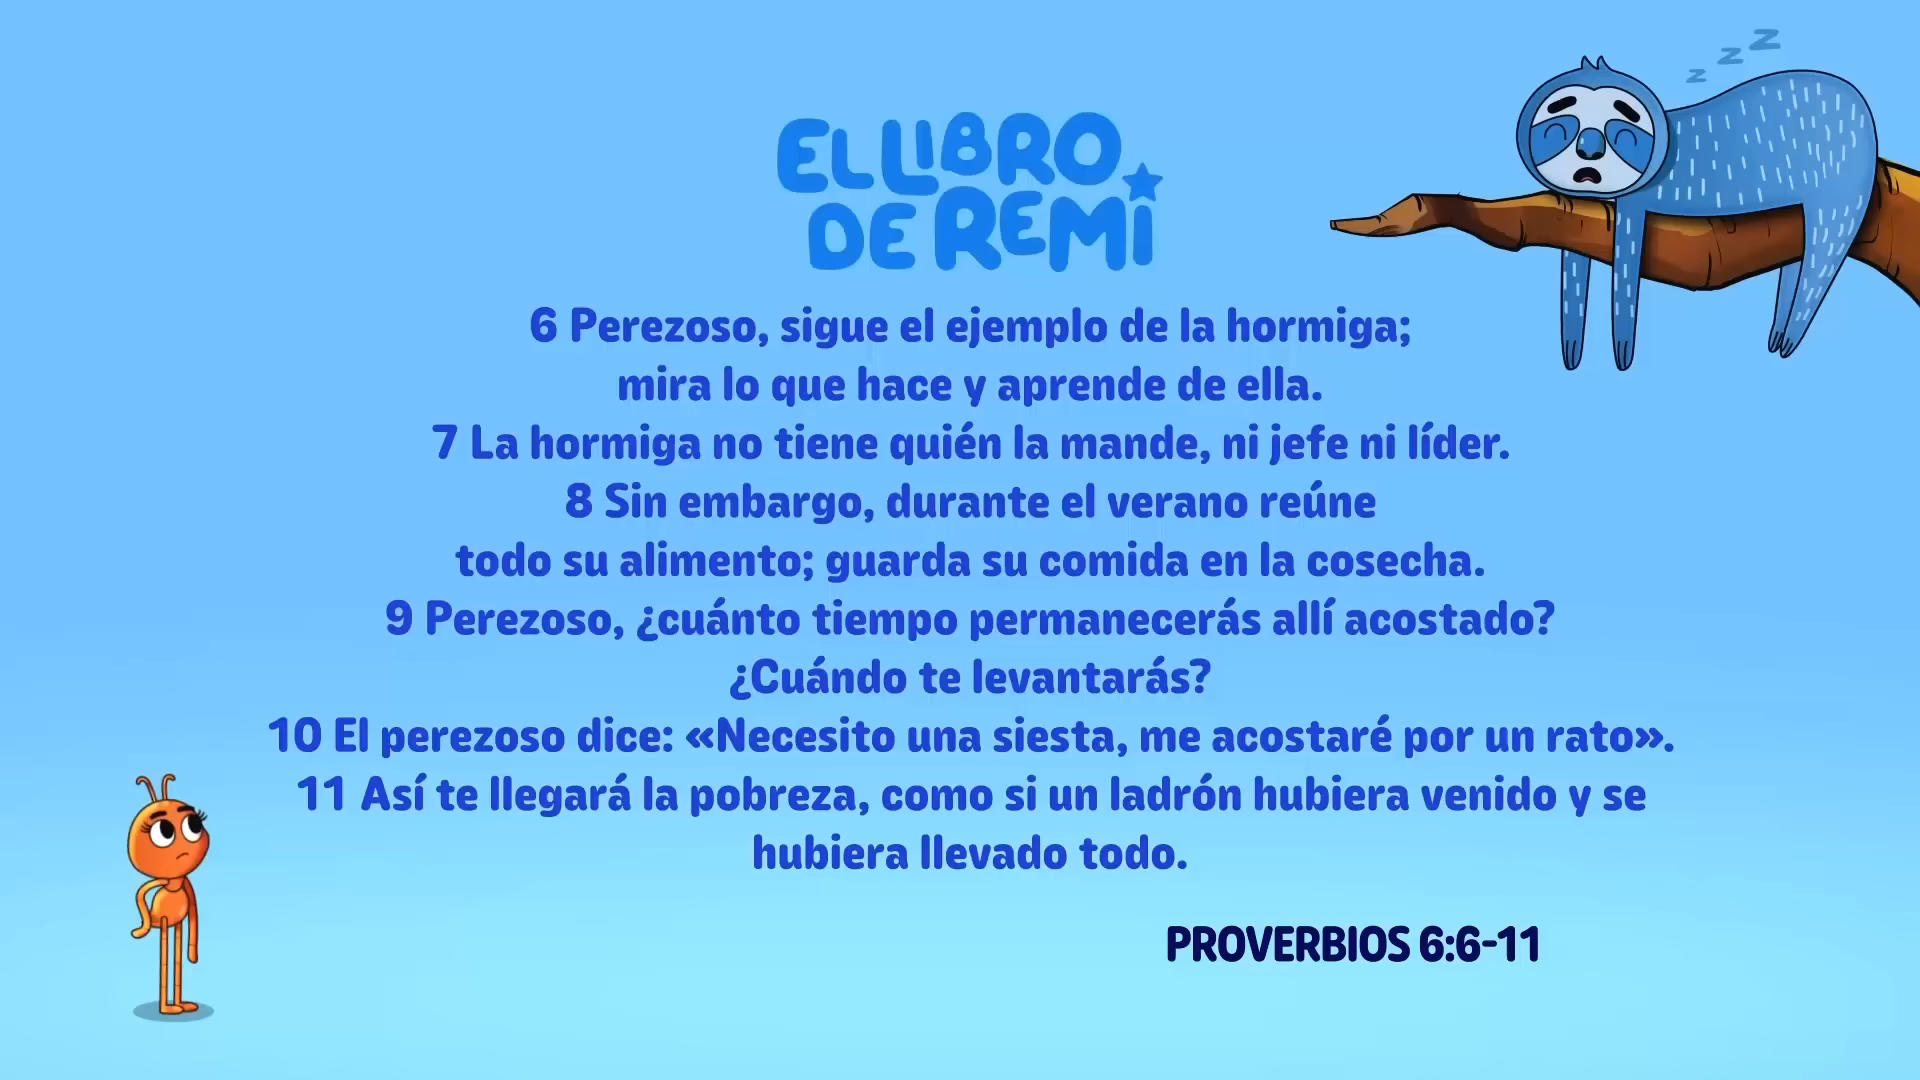 z z z
EL LIBRO
DE REMI
6 Perezoso, sigue el ejemplo de la hormiga;
mira lo que hace y aprende de ella.
7 La hormiga no tiene quién la mande, ni jefe ni líder.
8 Sin embargo, durante el verano reúne
todo su alimento; guarda su comida en la cosecha.
9 Perezoso, ¿cuánto tiempo permanecerás allí acostado?
¿Cuándo te levantarás?
10 El perezoso dice: «Necesito una siesta, me acostaré por un rato».
11 Así te llegará la pobreza, como si un ladrón hubiera venido y se
hubiera llevado todo.
PROVERBIOS 6:6-11